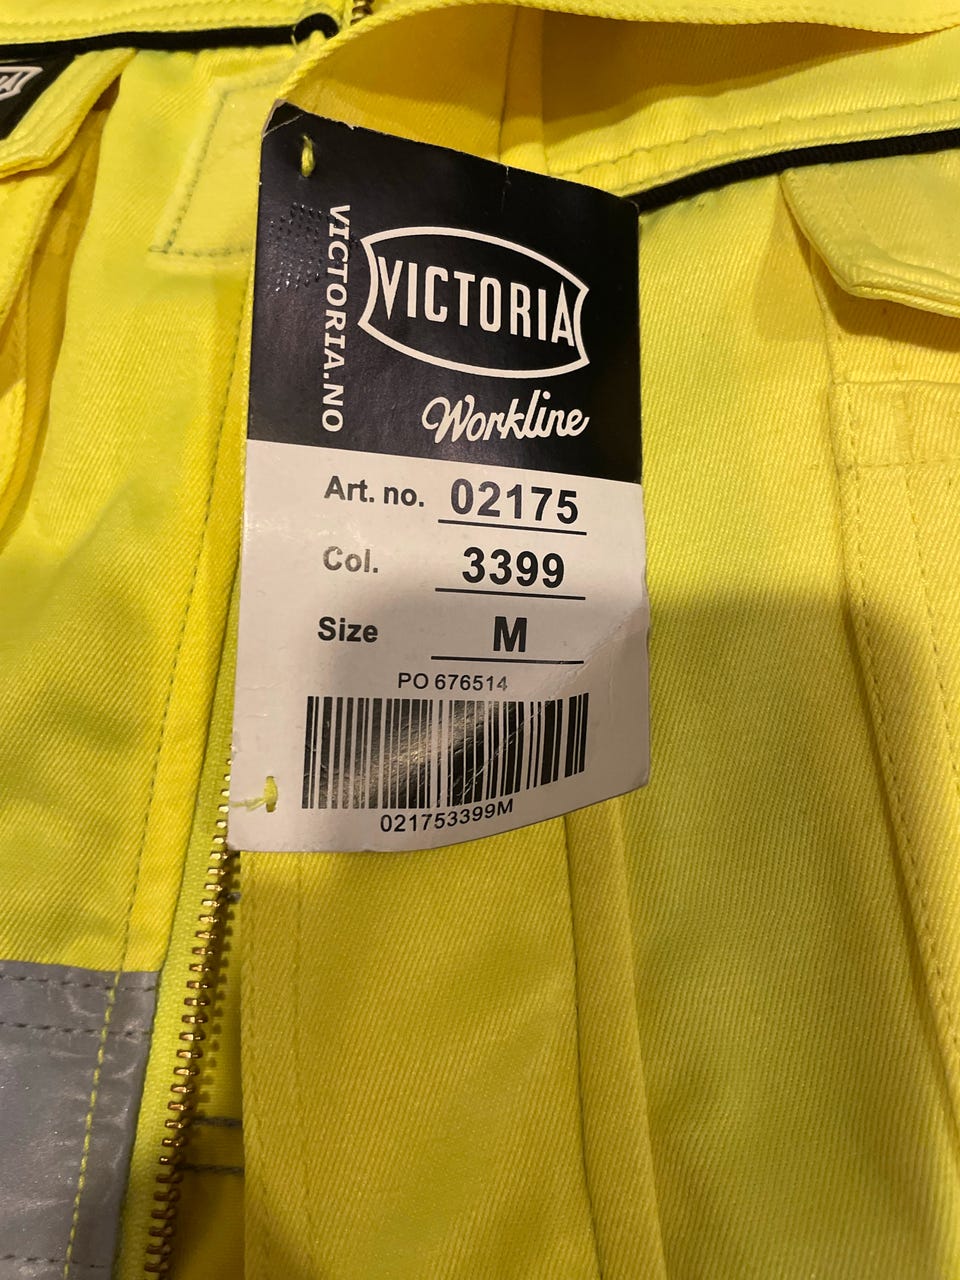 VICTORIA.NO
VICTORIA
Workline
Art. no. 02175
Col. 3399
Size M
PO 676514
021753399M